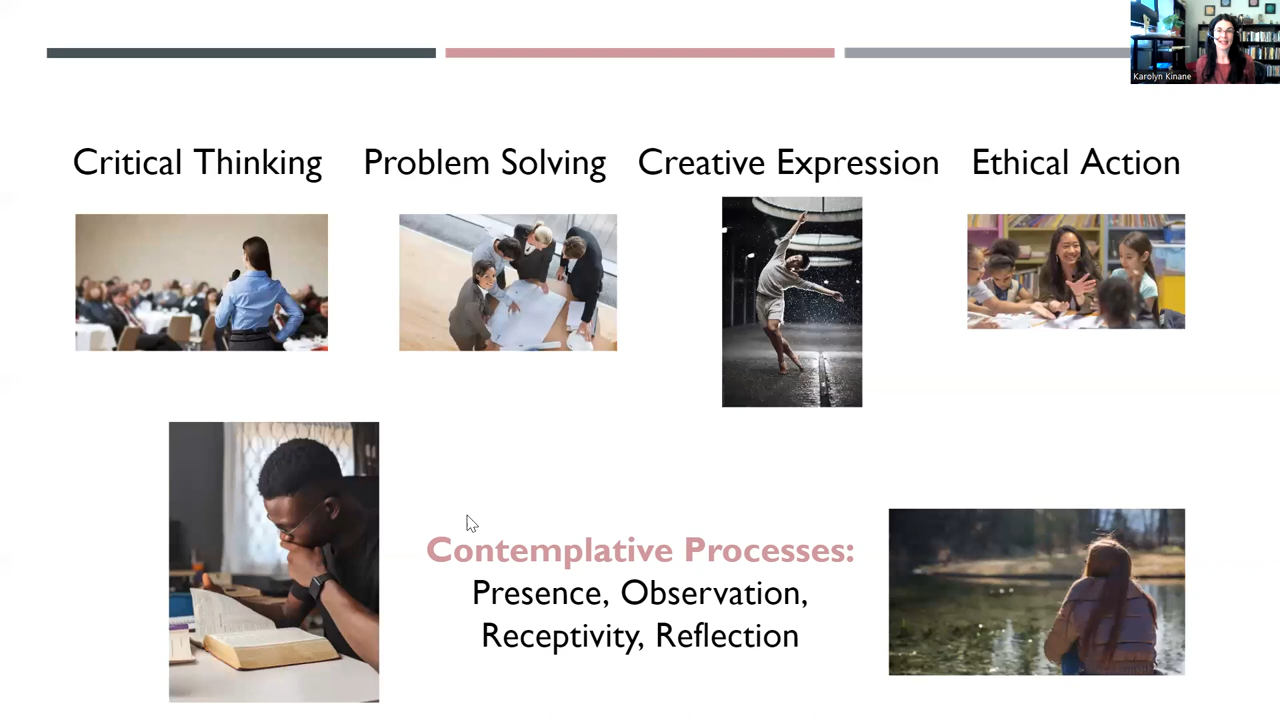 Karolyn Kinane
Critical Thinking
Problem Solving
Creative Expression
Ethical Action
Contemplative Processes:
Presence, Observation,
Receptivity, Reflection